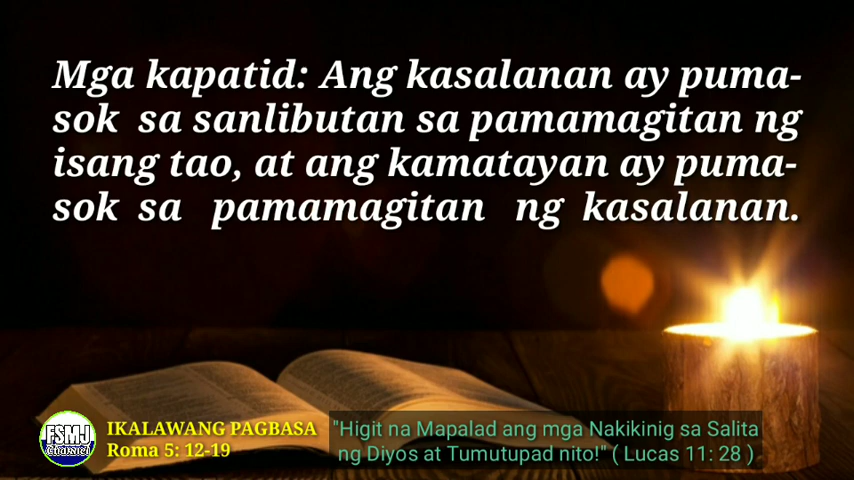 Mga kapatid: Ang kasalanan ay puma-
sok sa sanlibutan sa pamamagitan ng
isang tao, at ang kamatayan ay puma-
sok sa pamamagitan ng kasalanan.
FSMJ
Channel
IKALAWANG PAGBASA
Roma 5: 12-19
"Higit na Mapalad ang mga Nakikinig sa Salita
ng Diyos at Tumutupad nito!" ( Lucas 11: 28 )